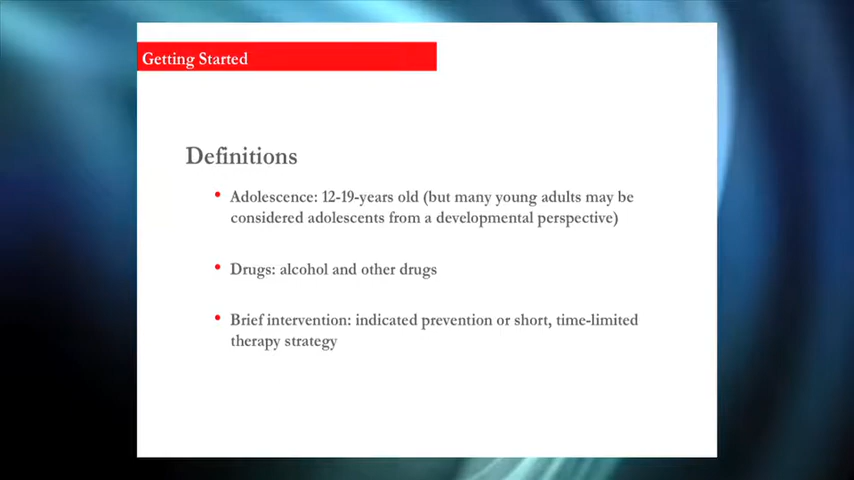 Getting Started
Definitions
• Adolescence: 12-19-years old (but many young adults may be
considered adolescents from a developmental perspective)
• Drugs: alcohol and other drugs
• Brief intervention: indicated prevention or short, time-limited
therapy strategy